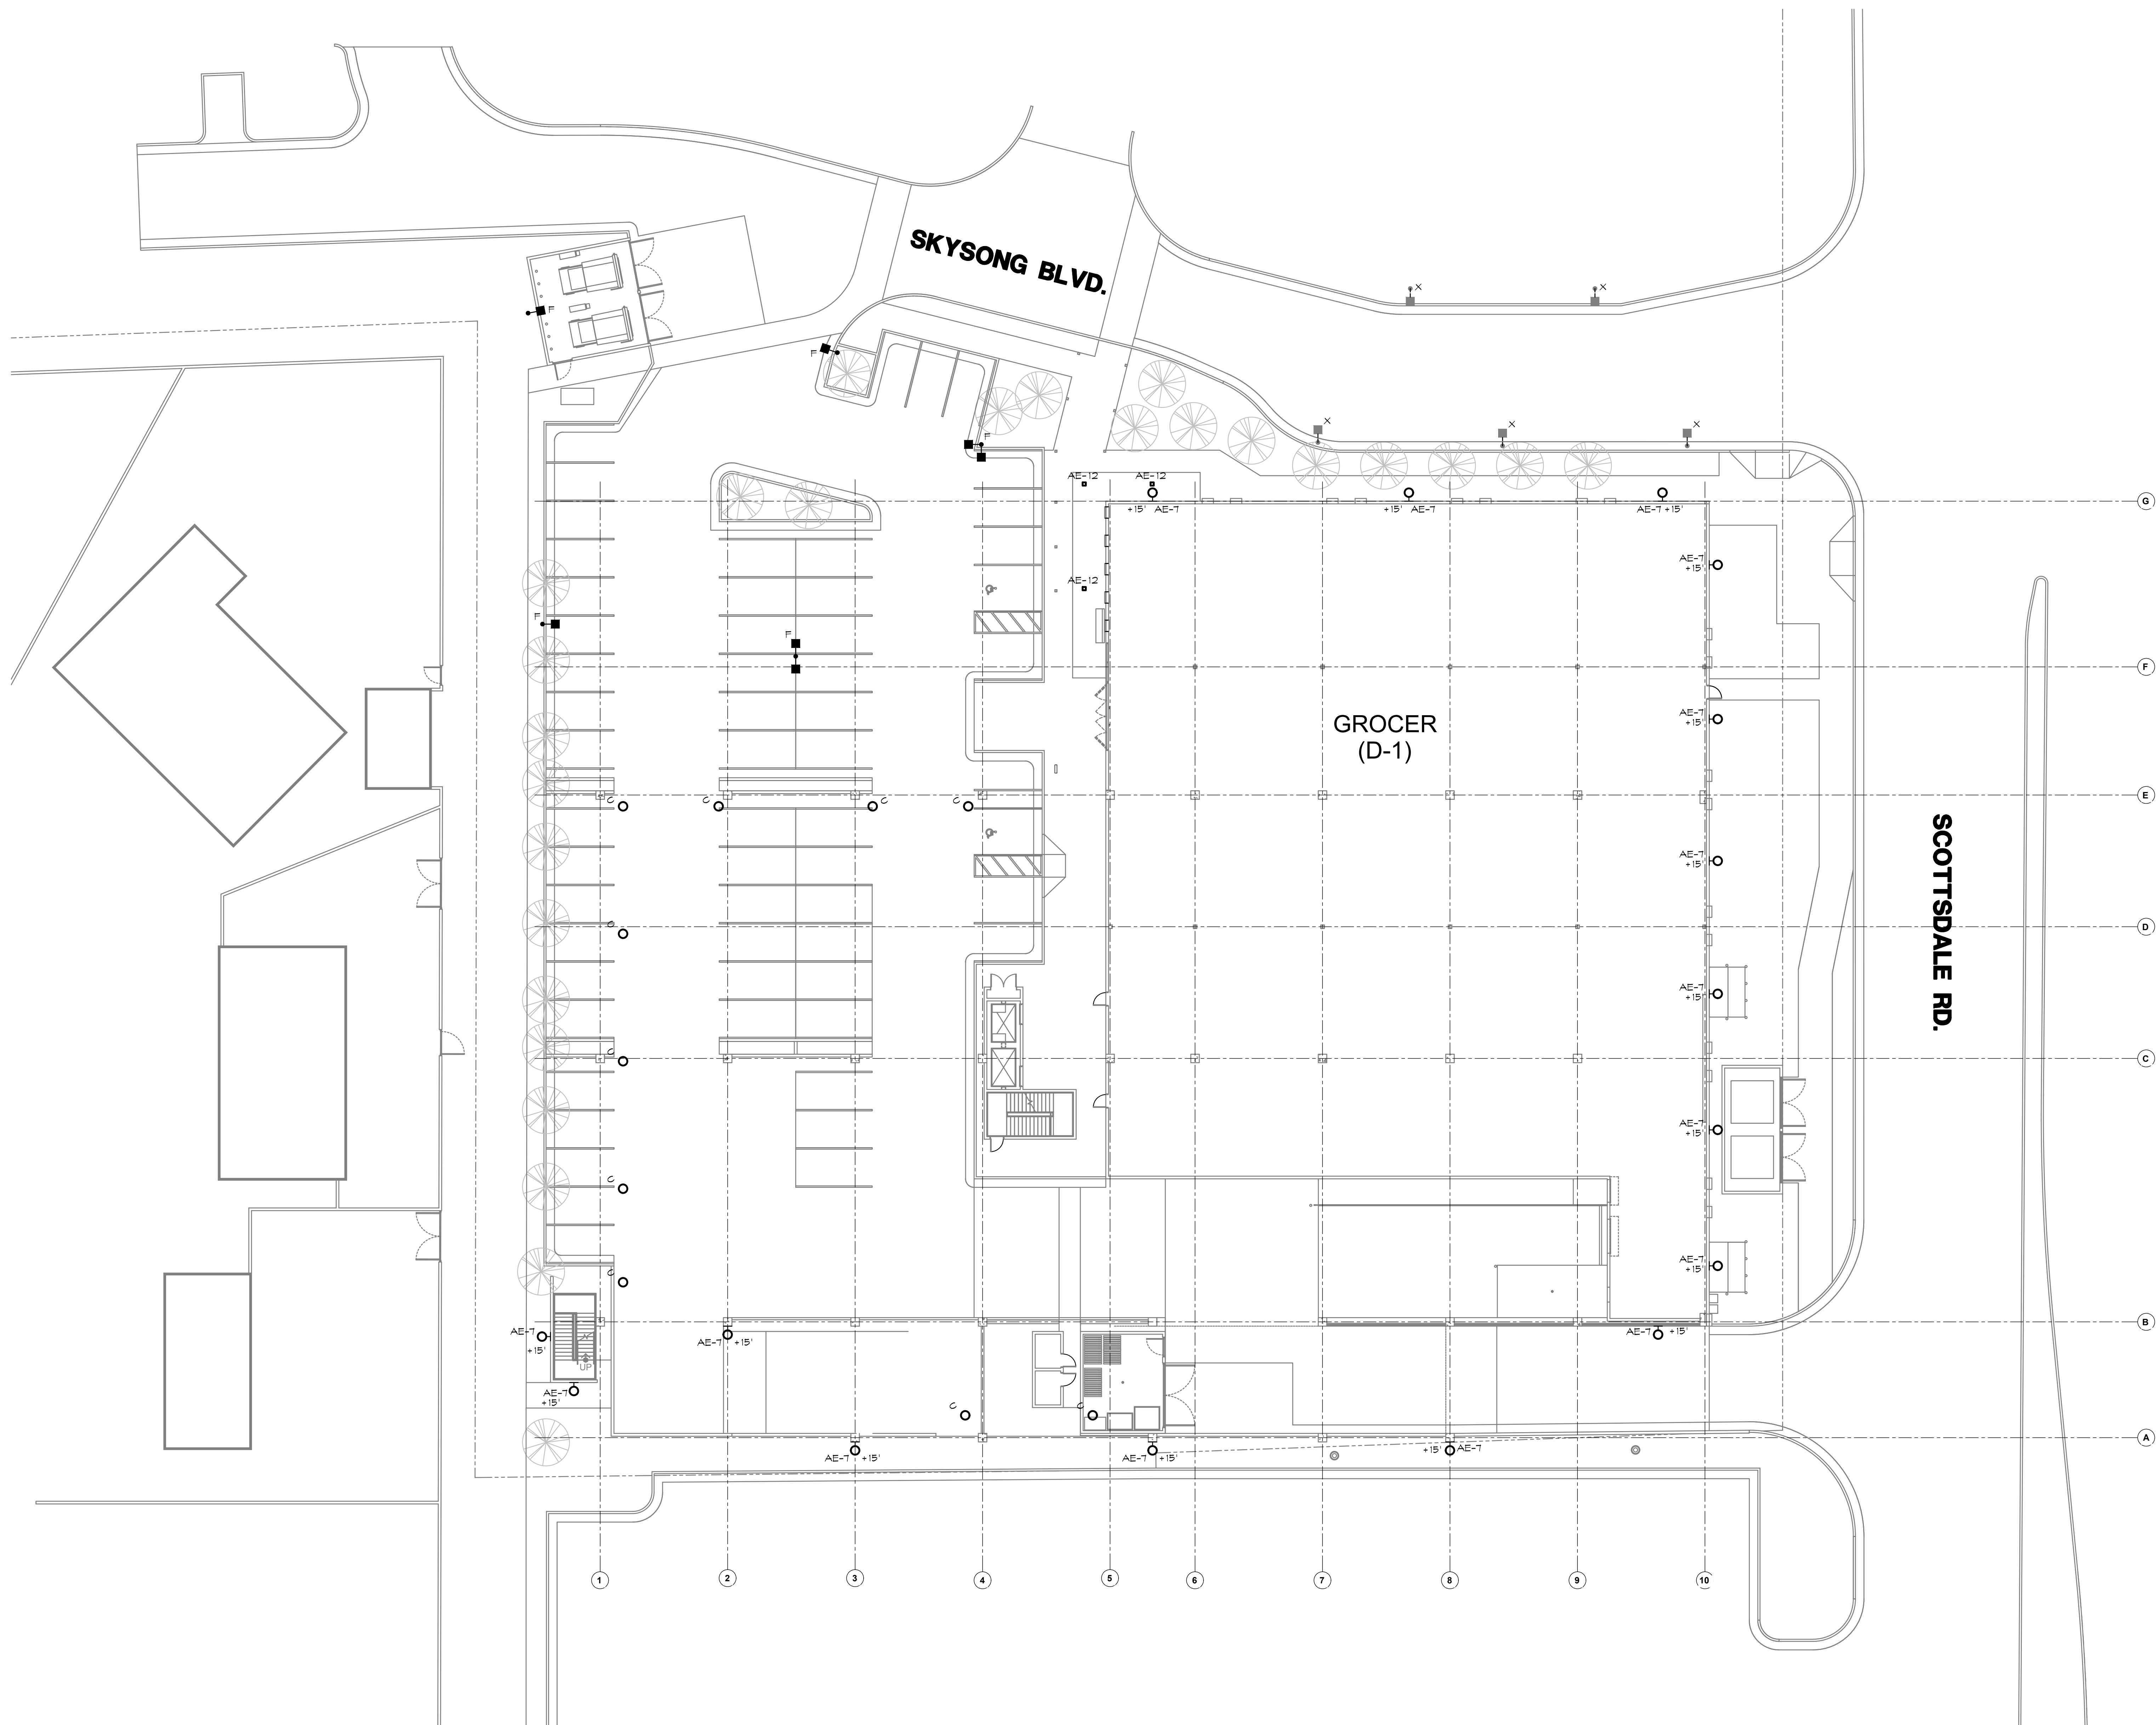 SKYSONG BLVD.
X
X
F
F
F
X
X
X
AE-12
AE-12
+15' AE-7
+15' AE-7
AE-7 +15'
G
AE-7
+15'
AE-12
F
F
F
AE-7
+15'
GROCER
(D-1)
E
C
C
C
C
AE-7
+15'
SCOTTSDALE RD.
C
D
AE-7
+15'
C
C
AE-7
+15'
C
AE-7
+15'
C
B
AE-7
+15'
AE-7 +15'
AE-7 +15'
UP
AE-7
+15'
C
C
A
AE-7 +15'
AE-7 +15'
+15' AE-7
1
2
3
4
5
6
7
8
9
10